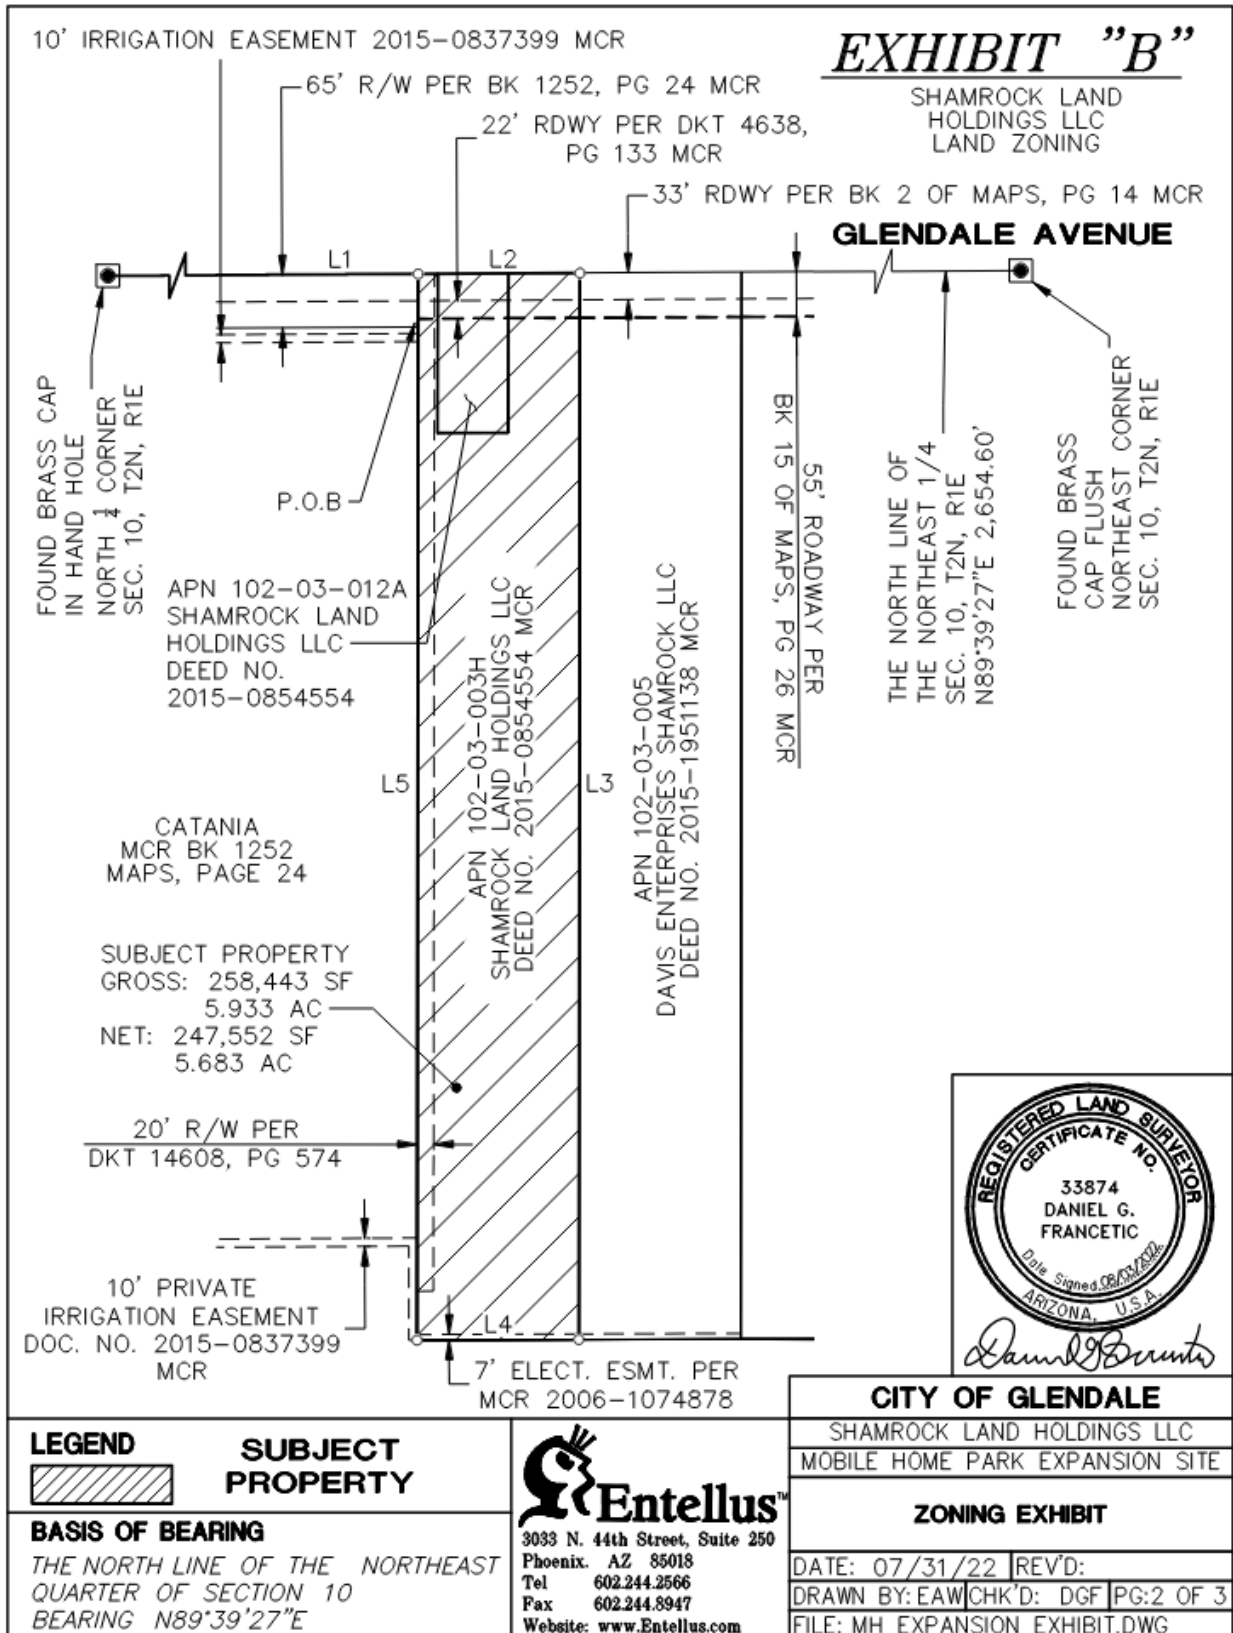 10' IRRIGATION EASEMENT 2015-0837399 MCR
EXHIBIT "B"
SHAMROCK LAND
HOLDINGS LLC
LAND ZONING
65' R/W PER BK 1252, PG 24 MCR
22' RDWY PER DKT 4638,
PG 133 MCR
33' RDWY PER BK 2 OF MAPS, PG 14 MCR
GLENDALE AVENUE
L1
L2
FOUND BRASS CAP
IN HAND HOLE
NORTH ¼ CORNER
SEC. 10, T2N, R1E
P.O.B
APN 102-03-012A
SHAMROCK LAND
HOLDINGS LLC
DEED NO.
2015-0854554
APN 102-03-003H
SHAMROCK LAND HOLDINGS LLC
DEED NO. 2015-0854554 MCR
APN 102-03-005
DAVIS ENTERPRISES SHAMROCK LLC
DEED NO. 2015-1951138 MCR
55' ROADWAY PER
BK 15 OF MAPS, PG 26 MCR
THE NORTH LINE OF
THE NORTHEAST 1/4
SEC. 10, T2N, R1E
N89°39'27"E 2,654.60'
FOUND BRASS
CAP FLUSH
NORTHEAST CORNER
SEC. 10, T2N, R1E
L5
L3
CATANIA
MCR BK 1252
MAPS, PAGE 24
SUBJECT PROPERTY
GROSS: 258,443 SF
5.933 AC
NET: 247,552 SF
5.683 AC
20' R/W PER
DKT 14608, PG 574
10' PRIVATE
IRRIGATION EASEMENT
DOC. NO. 2015-0837399
MCR
L4
7' ELECT. ESMT. PER
MCR 2006-1074878
REGISTERED LAND SURVEYOR
CERTIFICATE NO.
33874
DANIEL G.
FRANCETIC
Date Signed 08/03/2022
ARIZONA, U.S.A.
LEGEND
SUBJECT
PROPERTY
BASIS OF BEARING
THE NORTH LINE OF THE NORTHEAST
QUARTER OF SECTION 10
BEARING N89°39'27"E
Entellus™
3033 N. 44th Street, Suite 250
Phoenix. AZ 85018
Tel 602.244.2566
Fax 602.244.8947
Website: www.Entellus.com
CITY OF GLENDALE
SHAMROCK LAND HOLDINGS LLC
MOBILE HOME PARK EXPANSION SITE
ZONING EXHIBIT
DATE: 07/31/22 REV'D:
DRAWN BY: EAW CHK'D: DGF PG:2 OF 3
FILE: MH EXPANSION EXHIBIT.DWG